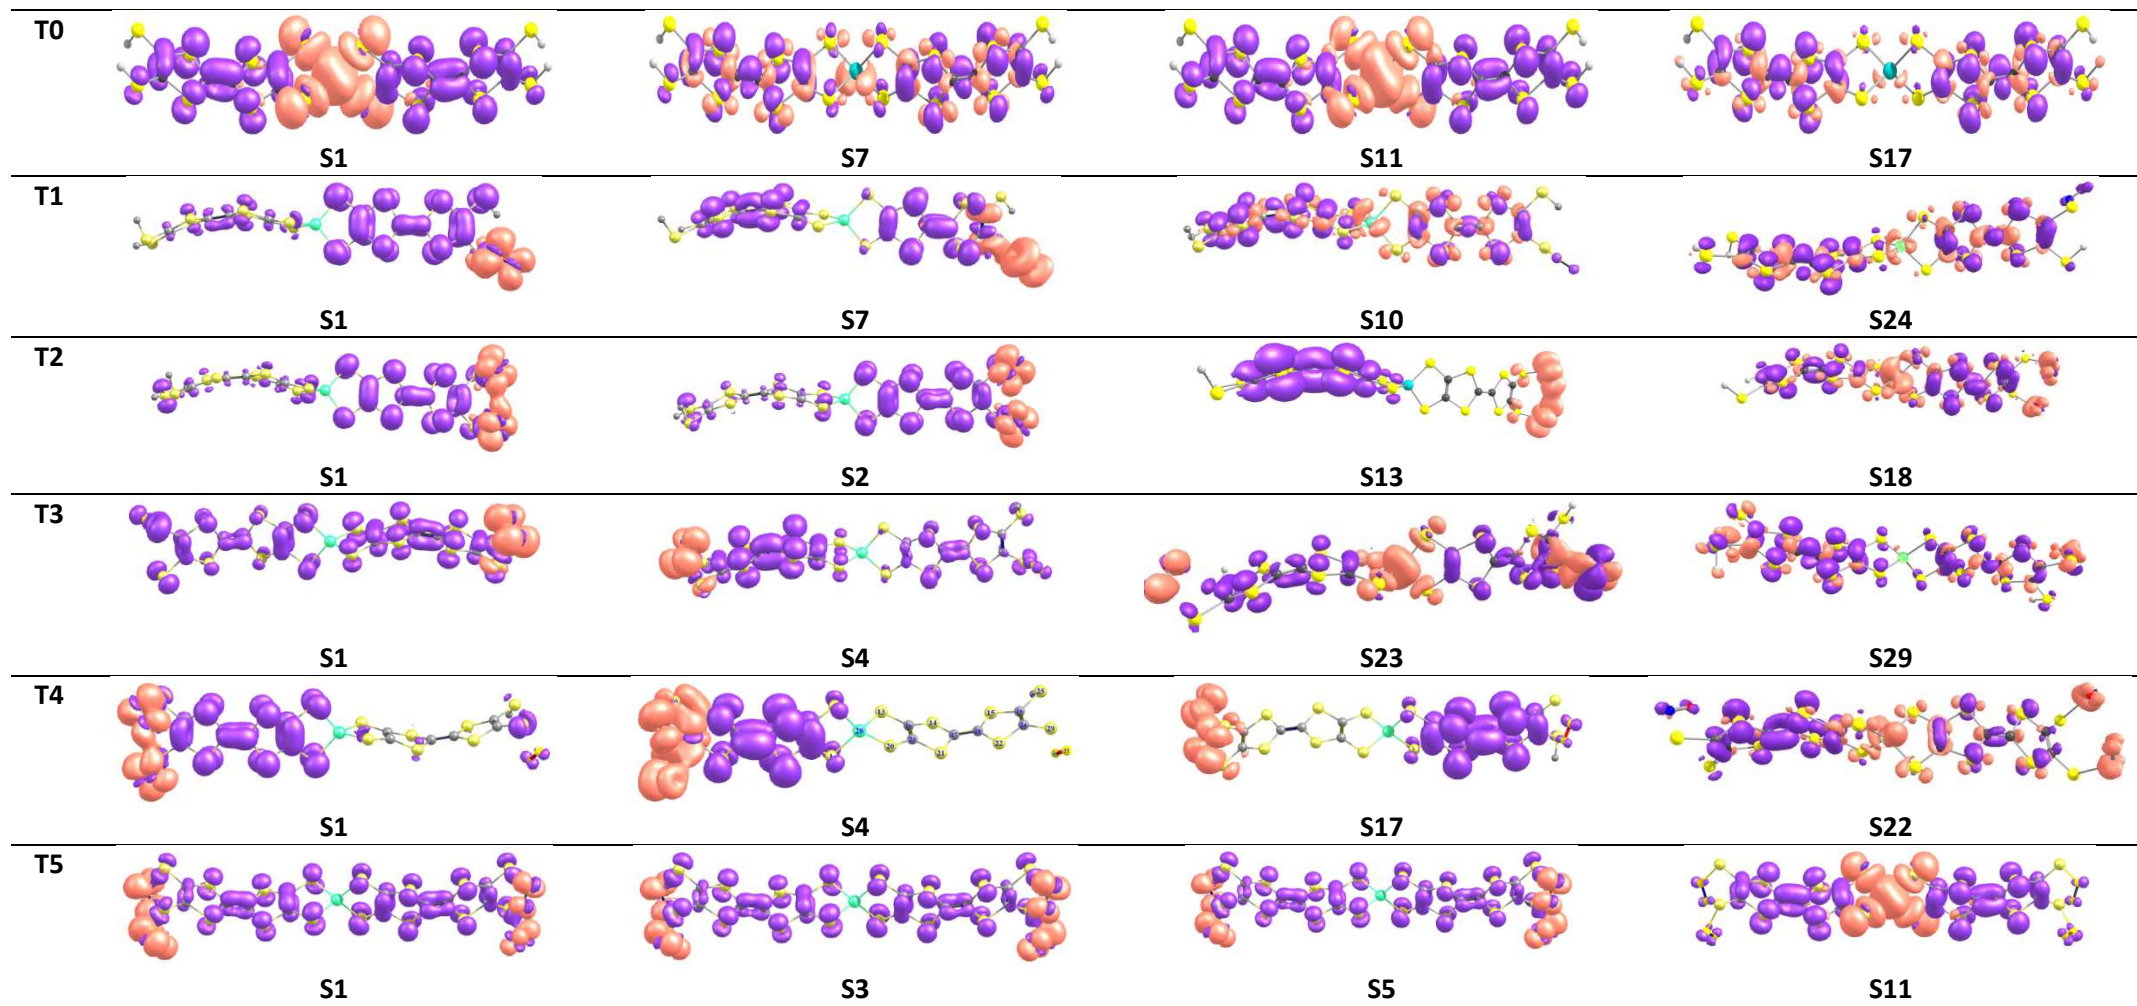 T0
S1 S7 S11 S17
T1
S1 S7 S10 S24
T2
S1 S2 S13 S18
T3
S1 S4 S23 S29
T4
S1 S4 S17 S22
T5
S1 S3 S5 S11